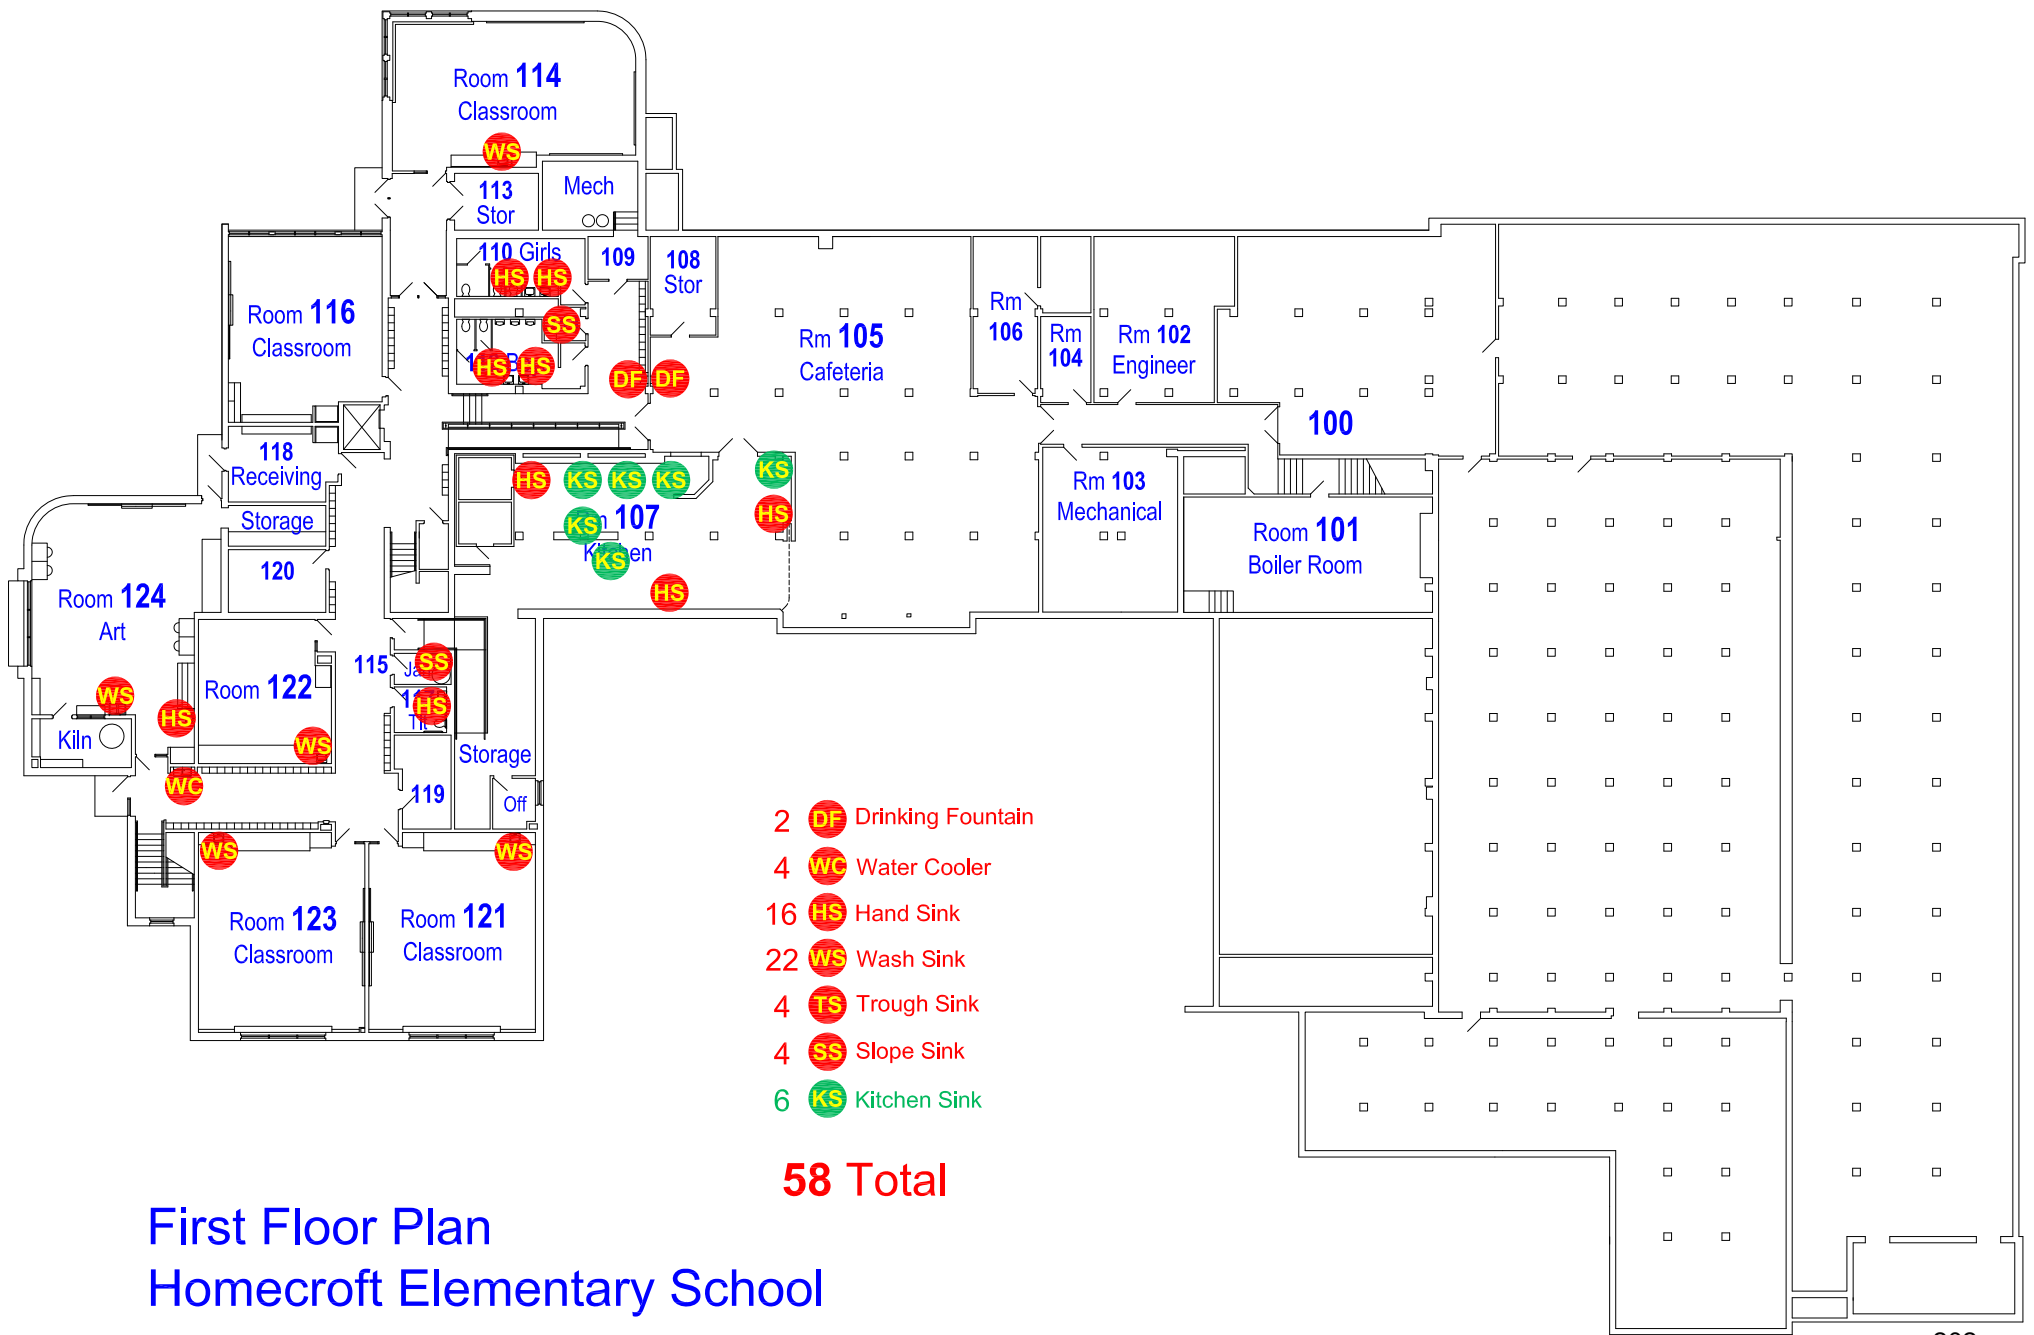 Room 114
Classroom
WS
113
Stor
Mech
110 Girls
HS HS
109
108
Stor
SS
HS HS
DF DF
Room 116
Classroom
Rm 105
Cafeteria
Rm
106
Rm
104
Rm 102
Engineer
100
118
Receiving
Storage
120
HS KS KS KS KS
KS 107
HS
Kitchen
KS
HS
Rm 103
Mechanical
Room 101
Boiler Room
Room 124
Art
WS
HS
Kiln
WC
Room 122
WS
115
SS
HS
119
Storage
Off
WS
WS
Room 123
Classroom
Room 121
Classroom
2 DF Drinking Fountain
4 WC Water Cooler
16 HS Hand Sink
22 WS Wash Sink
4 TS Trough Sink
4 SS Slope Sink
6 KS Kitchen Sink
58 Total
First Floor Plan
Homecroft Elementary School